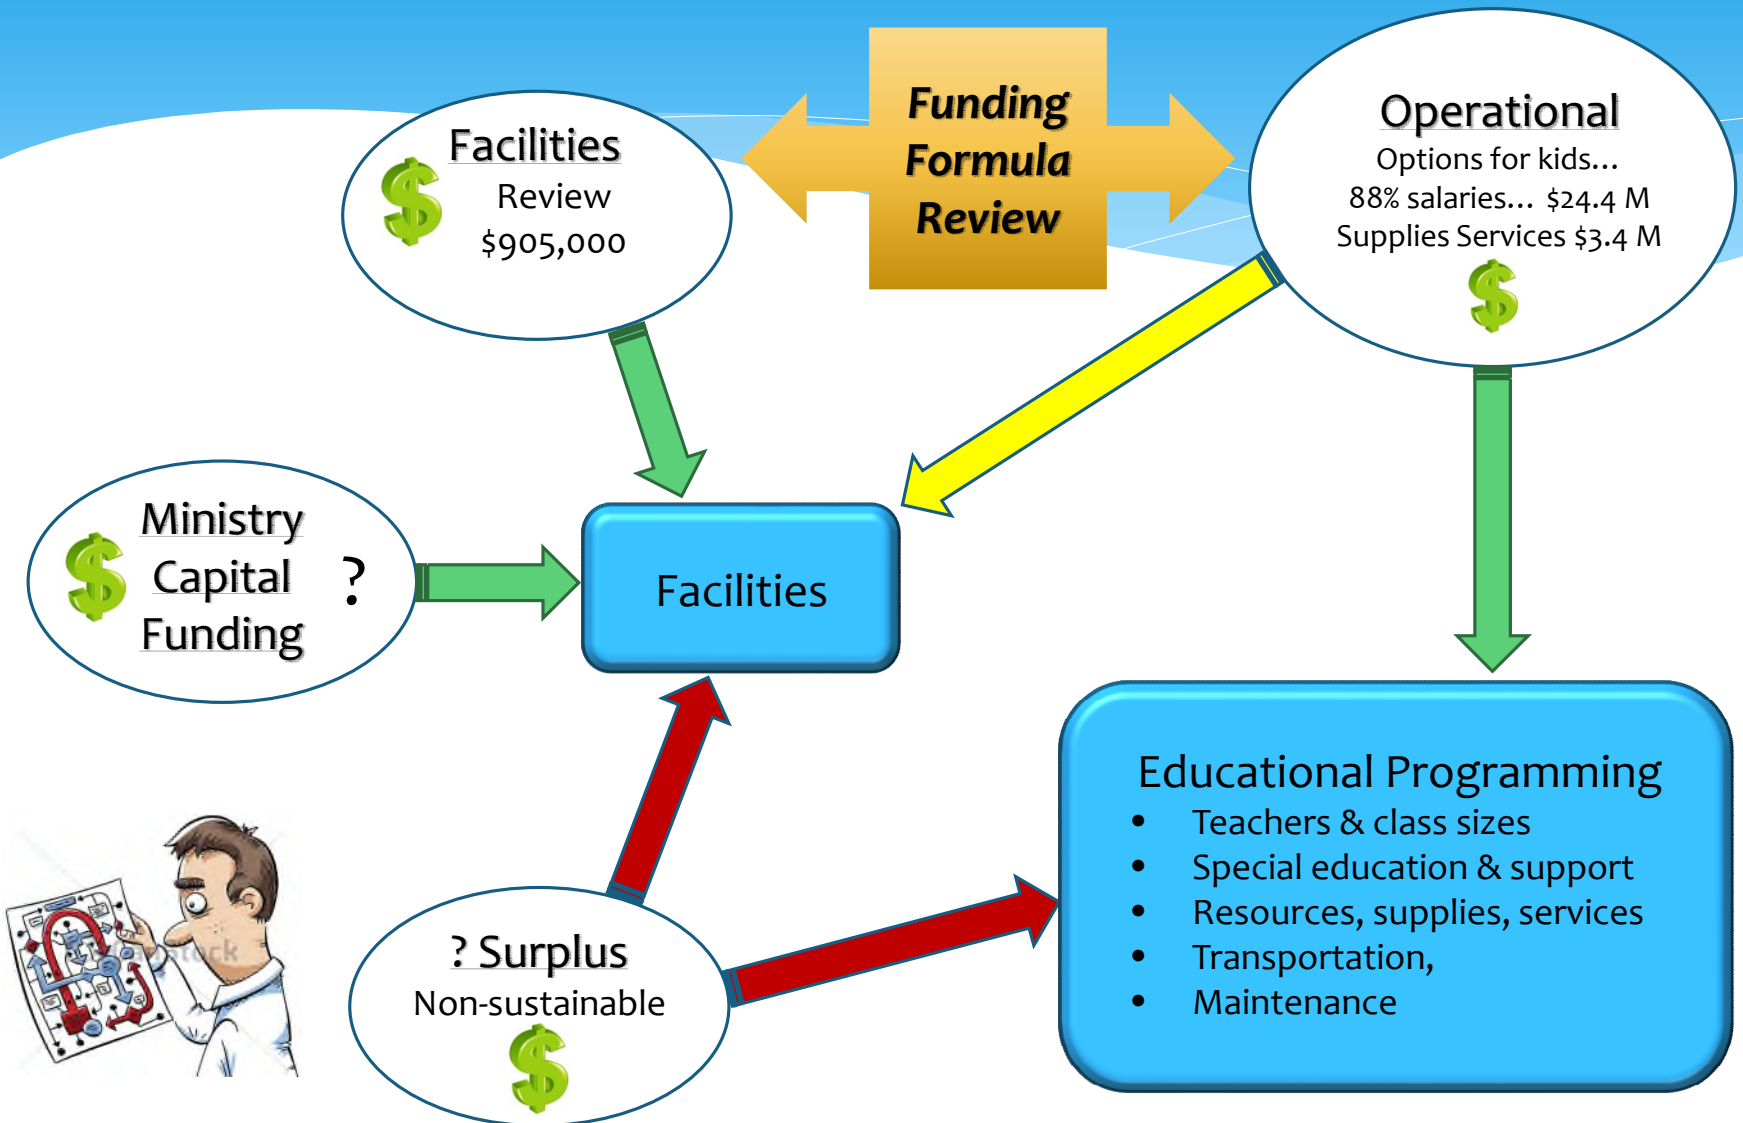 Facilities
Review
$905,000
Funding
Formula
Review
Operational
Options for kids...
88% salaries... $24.4 M
Supplies Services $3.4 M
Ministry
Capital ?
Funding
Facilities
? Surplus
Non-sustainable
Educational Programming
• Teachers & class sizes
• Special education & support
• Resources, supplies, services
• Transportation,
• Maintenance